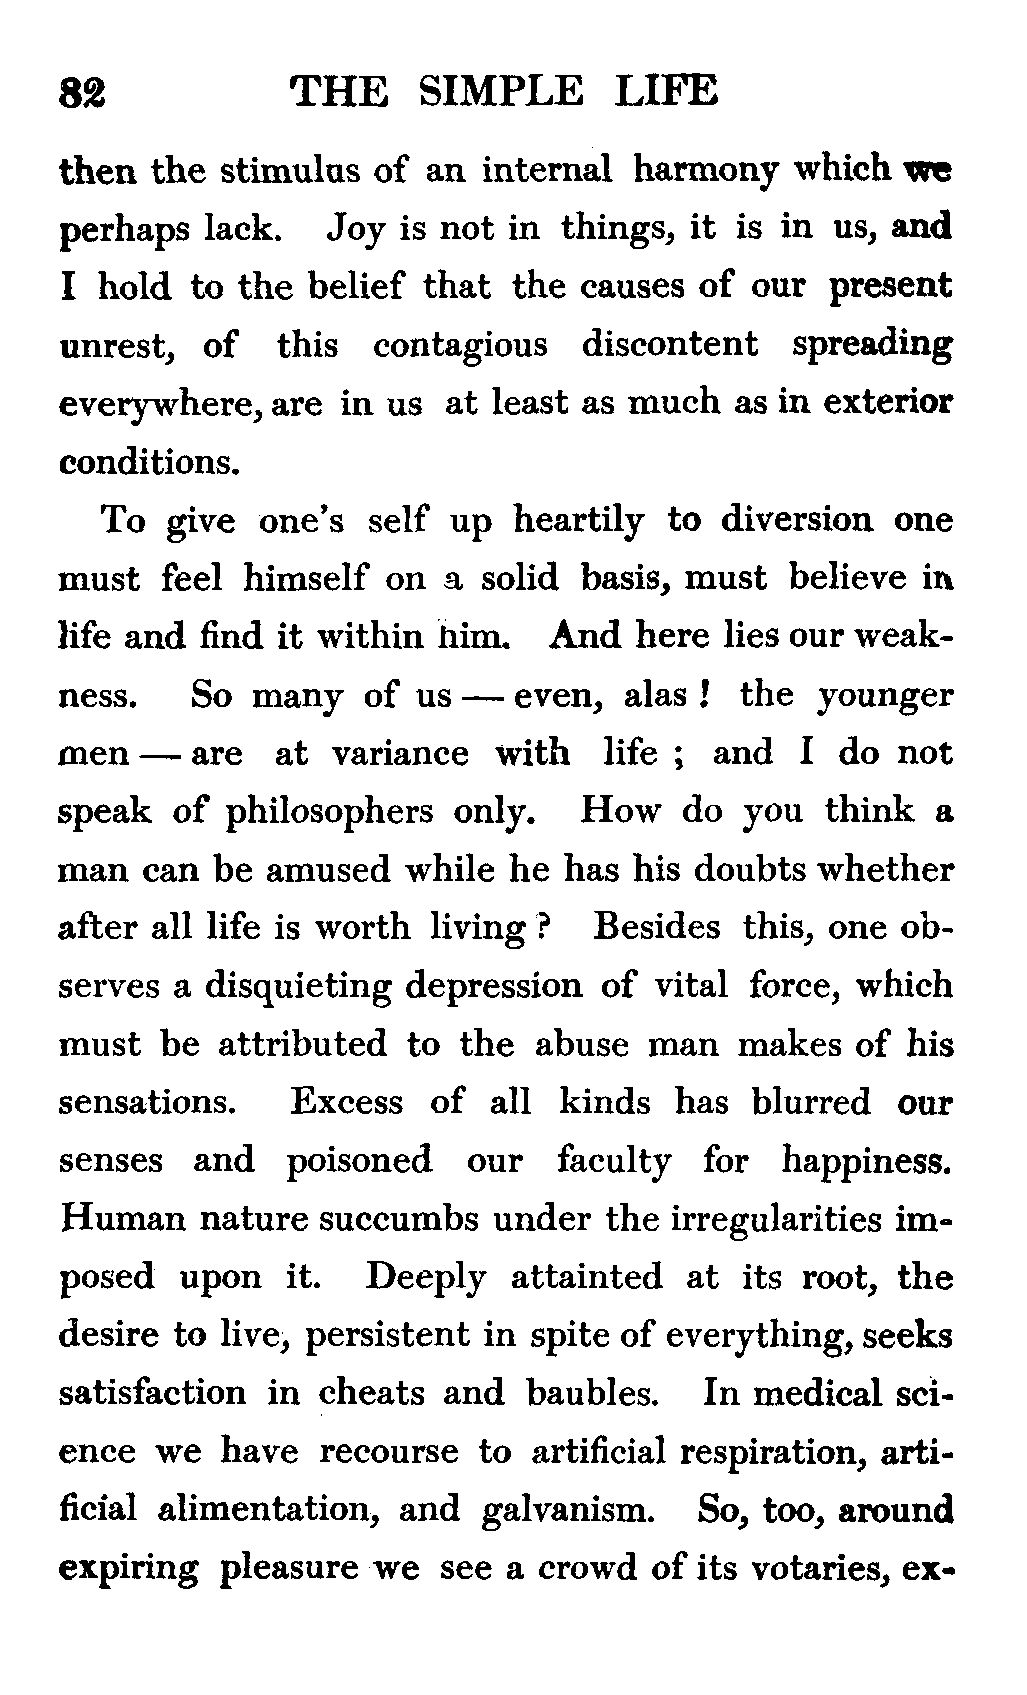 82 THE SIMPLE LIFE
then the stimulus of an internal harmony which we
perhaps lack. Joy is not in things, it is in us, and
I hold to the belief that the causes of our present
unrest, of this contagious discontent spreading
everywhere, are in us at least as much as in exterior
conditions.
To give one's self up heartily to diversion one
must feel himself on a solid basis, must believe in
life and find it within him. And here lies our weak-
ness. So many of us — even, alas ! the younger
men — are at variance with life ; and I do not
speak of philosophers only. How do you think a
man can be amused while he has his doubts whether
after all life is worth living ? Besides this, one ob-
serves a disquieting depression of vital force, which
must be attributed to the abuse man makes of his
sensations. Excess of all kinds has blurred our
senses and poisoned our faculty for happiness.
Human nature succumbs under the irregularities im-
posed upon it. Deeply attainted at its root, the
desire to live, persistent in spite of everything, seeks
satisfaction in cheats and baubles. In medical sci-
ence we have recourse to artificial respiration, arti-
ficial alimentation, and galvanism. So, too, around
expiring pleasure we see a crowd of its votaries, ex-